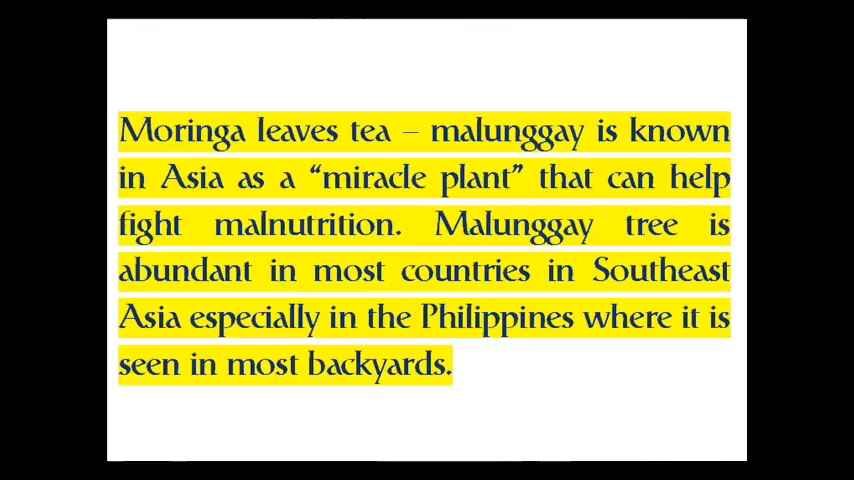 Moringa leaves tea – malunggay is known
in Asia as a “miracle plant” that can help
fight malnutrition. Malunggay tree is
abundant in most countries in Southeast
Asia especially in the Philippines where it is
seen in most backyards.